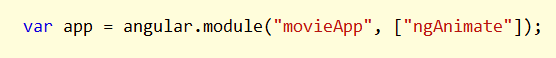 var app = angular.module("movieApp", ["ngAnimate"]);